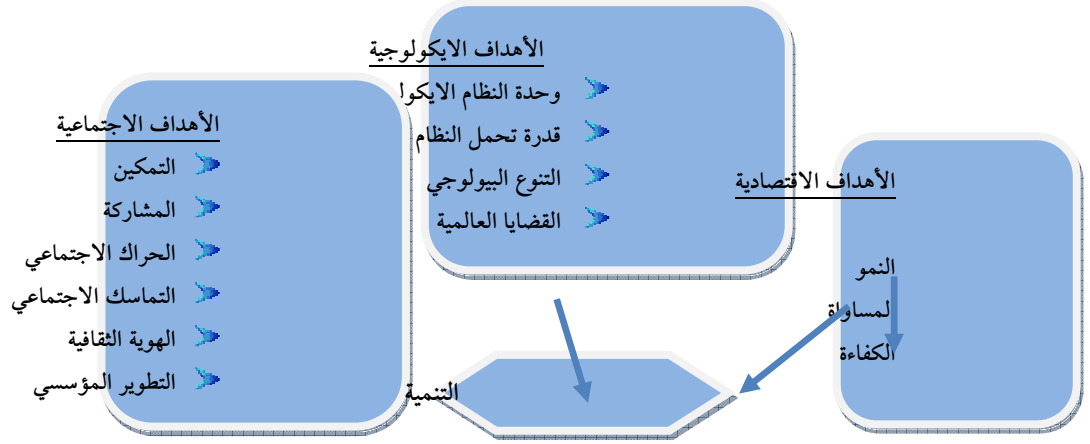 الأهداف الايكولوجية
وحدة النظام الايكول
قدرة تحمل النظام
التنوع البيولوجي
القضايا العالمية
الأهداف الاقتصادية
النمو
لمساواة
الكفاءة
الأهداف الاجتماعية
التمكين
المشاركة
الحراك الاجتماعي
التماسك الاجتماعي
الهوية الثقافية
التطوير المؤسسي
التنمية